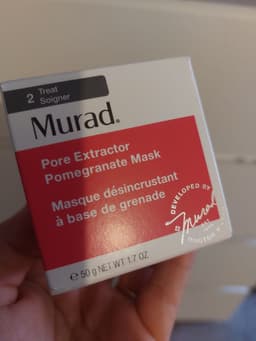 2 Treat
Soigner
Murad.
Pore Extractor
Pomegranate Mask
Masque désincrustant
à base de grenade
DEVELOPED BY
Murad
℮ 50 g NET WT 1.7 OZ